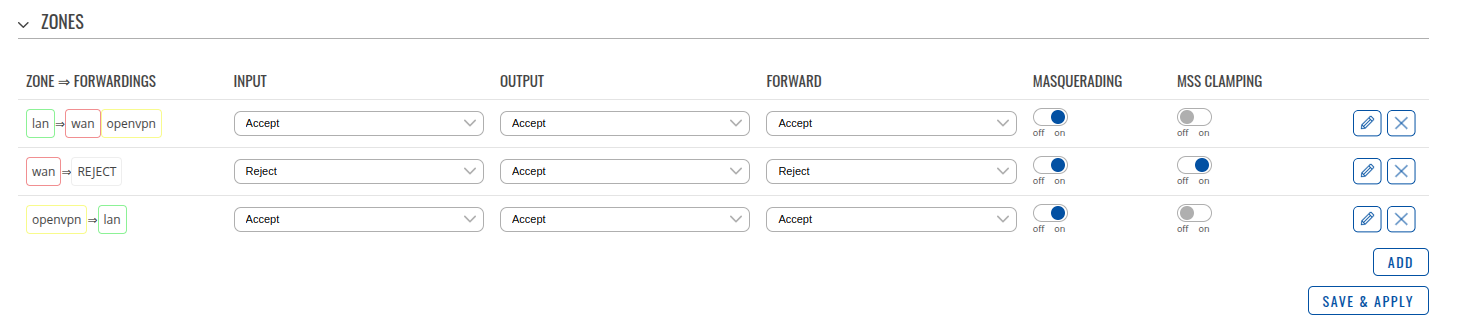 ZONES
ZONE ⇒ FORWARDINGS INPUT OUTPUT FORWARD MASQUERADING MSS CLAMPING
lan ⇒ wan openvpn Accept Accept Accept off on off on
wan ⇒ REJECT Reject Accept Reject off on off on
openvpn ⇒ lan Accept Accept Accept off on off on
ADD
SAVE & APPLY